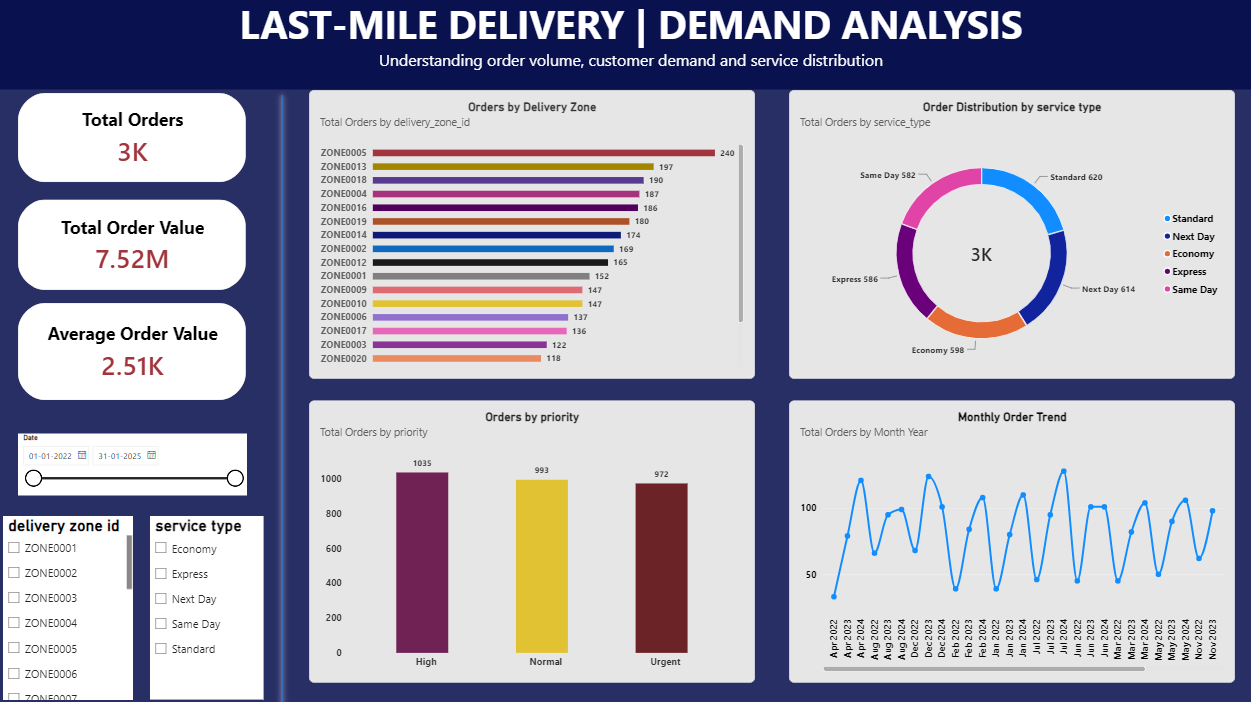 LAST-MILE DELIVERY | DEMAND ANALYSIS
Understanding order volume, customer demand and service distribution
Total Orders
3K
Total Order Value
7.52M
Average Order Value
2.51K
Date
01-01-2022
31-01-2025
delivery zone id
ZONE0001
ZONE0002
ZONE0003
ZONE0004
ZONE0005
ZONE0006
ZONE0007
service type
Economy
Express
Next Day
Same Day
Standard
Orders by Delivery Zone
Total Orders by delivery_zone_id
ZONE0005 240
ZONE0013 197
ZONE0018 190
ZONE0004 187
ZONE0016 186
ZONE0019 180
ZONE0014 174
ZONE0002 169
ZONE0012 165
ZONE0001 152
ZONE0009 147
ZONE0010 147
ZONE0006 137
ZONE0017 136
ZONE0003 122
ZONE0020 118
Order Distribution by service type
Total Orders by service_type
Same Day 582
Standard 620
Express 586
3K
Next Day 614
Economy 598
Standard
Next Day
Economy
Express
Same Day
Orders by priority
Total Orders by priority
1000
800
600
400
200
0
1035
993
972
High
Normal
Urgent
Monthly Order Trend
Total Orders by Month Year
100
50
Apr 2022
Apr 2023
Apr 2024
Aug 2022
Aug 2023
Aug 2024
Dec 2022
Dec 2023
Dec 2024
Feb 2022
Feb 2023
Feb 2024
Jan 2022
Jan 2023
Jan 2024
Jul 2022
Jul 2023
Jul 2024
Jun 2022
Jun 2023
Jun 2024
Mar 2022
Mar 2023
Mar 2024
May 2022
May 2023
May 2024
Nov 2022
Nov 2023